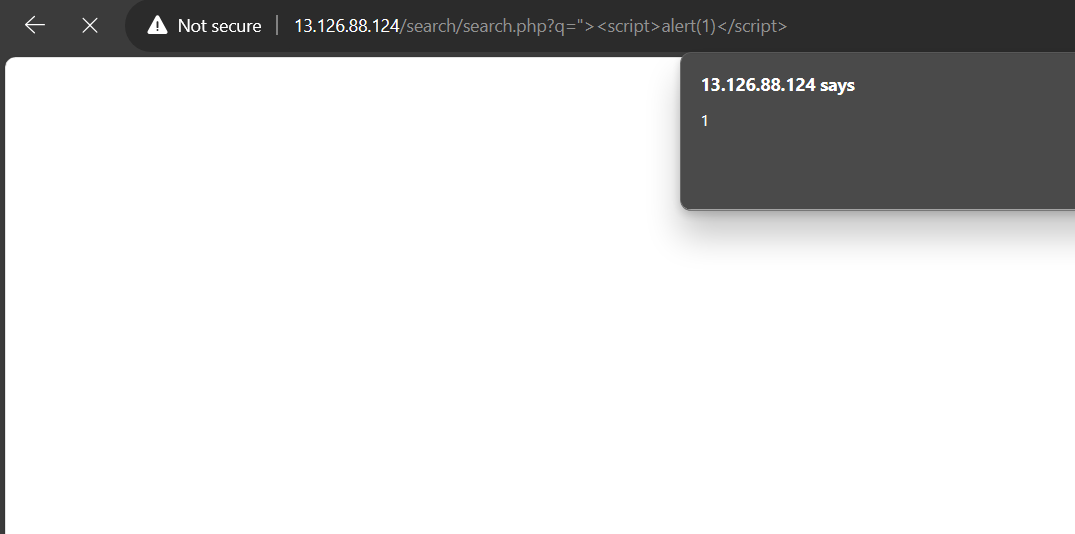 Not secure | 13.126.88.124/search/search.php?q="><script>alert(1)</script>
13.126.88.124 says
1